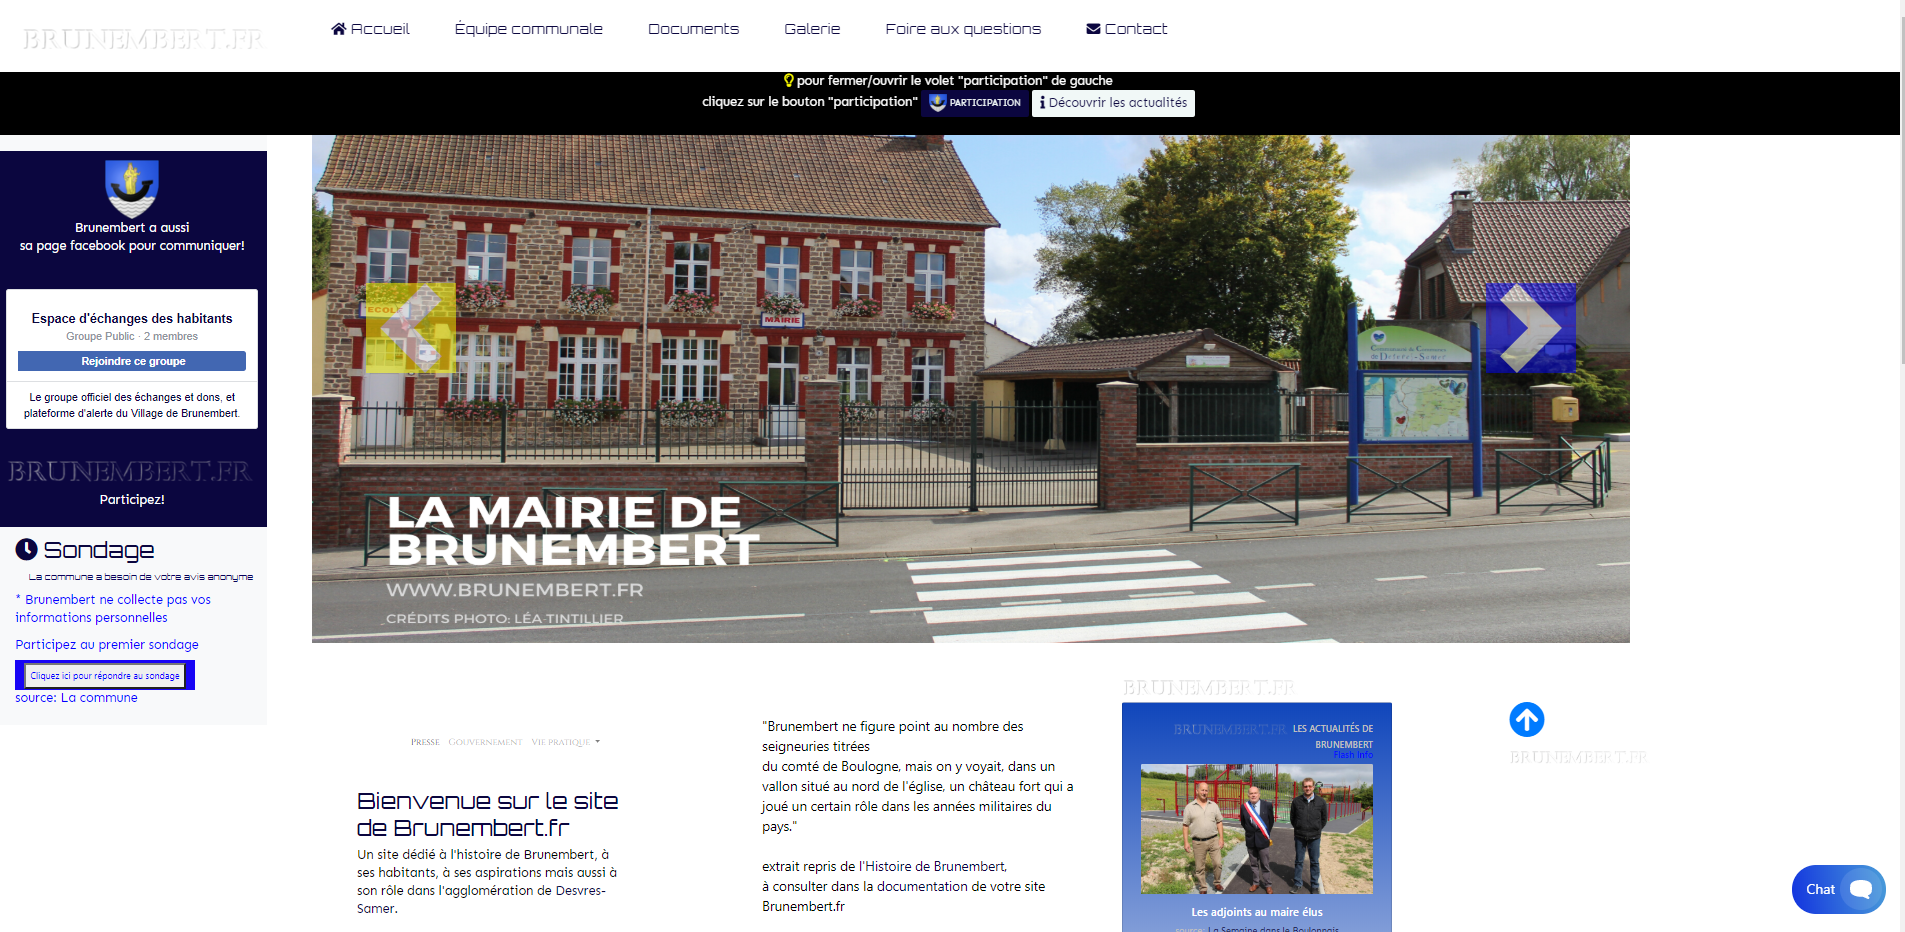 BRUNEMBERT.FR
Accueil
Équipe communale
Documents
Galerie
Foire aux questions
Contact
pour fermer/ouvrir le volet "participation" de gauche
cliquez sur le bouton "participation"
PARTICIPATION
Découvrir les actualités
Brunembert a aussi
sa page facebook pour communiquer!
Espace d'échanges des habitants
Groupe Public · 2 membres
Rejoindre ce groupe
Le groupe officiel des échanges et dons, et
plateforme d'alerte du Village de Brunembert.
BRUNEMBERT.FR
Participez!
Sondage
La commune a besoin de votre avis anonyme
* Brunembert ne collecte pas vos
informations personnelles
Participez au premier sondage
Cliquez ici pour répondre au sondage
source: La commune
ECOLE
MAIRIE
LA MAIRIE DE
BRUNEMBERT
WWW.BRUNEMBERT.FR
CRÉDITS PHOTO: LÉA TINTILLIER
Presse
Gouvernement
Vie pratique
Bienvenue sur le site
de Brunembert.fr
Un site dédié à l'histoire de Brunembert, à
ses habitants, à ses aspirations mais aussi à
son rôle dans l'agglomération de Desvres-
Samer.
"Brunembert ne figure point au nombre des
seigneuries titrées
du comté de Boulogne, mais on y voyait, dans un
vallon situé au nord de l'église, un château fort qui a
joué un certain rôle dans les années militaires du
pays."
extrait repris de l'Histoire de Brunembert,
à consulter dans la documentation de votre site
Brunembert.fr
BRUNEMBERT.FR
BRUNEMBERT.FR
LES ACTUALITÉS DE
BRUNEMBERT
Flash Info
Les adjoints au maire élus
source: La Semaine dans le Boulonnais
BRUNEMBERT.FR
Chat